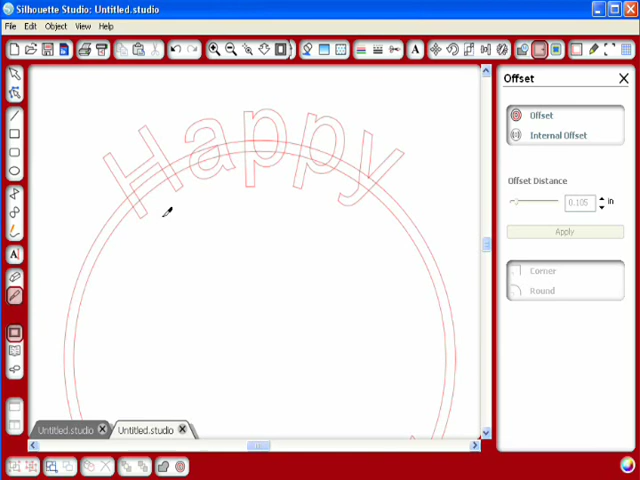 Silhouette Studio: Untitled.studio
File Edit Object View Panels Help
A
Offset
Offset
Internal Offset
Offset Distance
0.105 in
Apply
Corner
Round
Happy
A
Untitled.studio
Untitled.studio